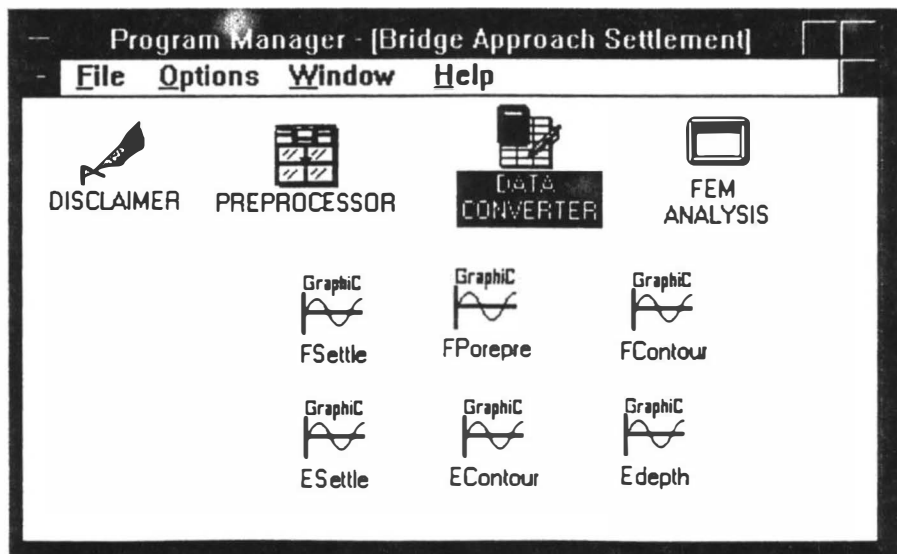 Program Manager - [Bridge Approach Settlement]
File Options Window Help
DISCLAIMER
PREPROCESSOR
DATA
CONVERTER
FEM
ANALYSIS
GraphiC
FSettle
GraphiC
FPorepre
GraphiC
FContour
GraphiC
ESettle
GraphiC
EContour
GraphiC
Edepth